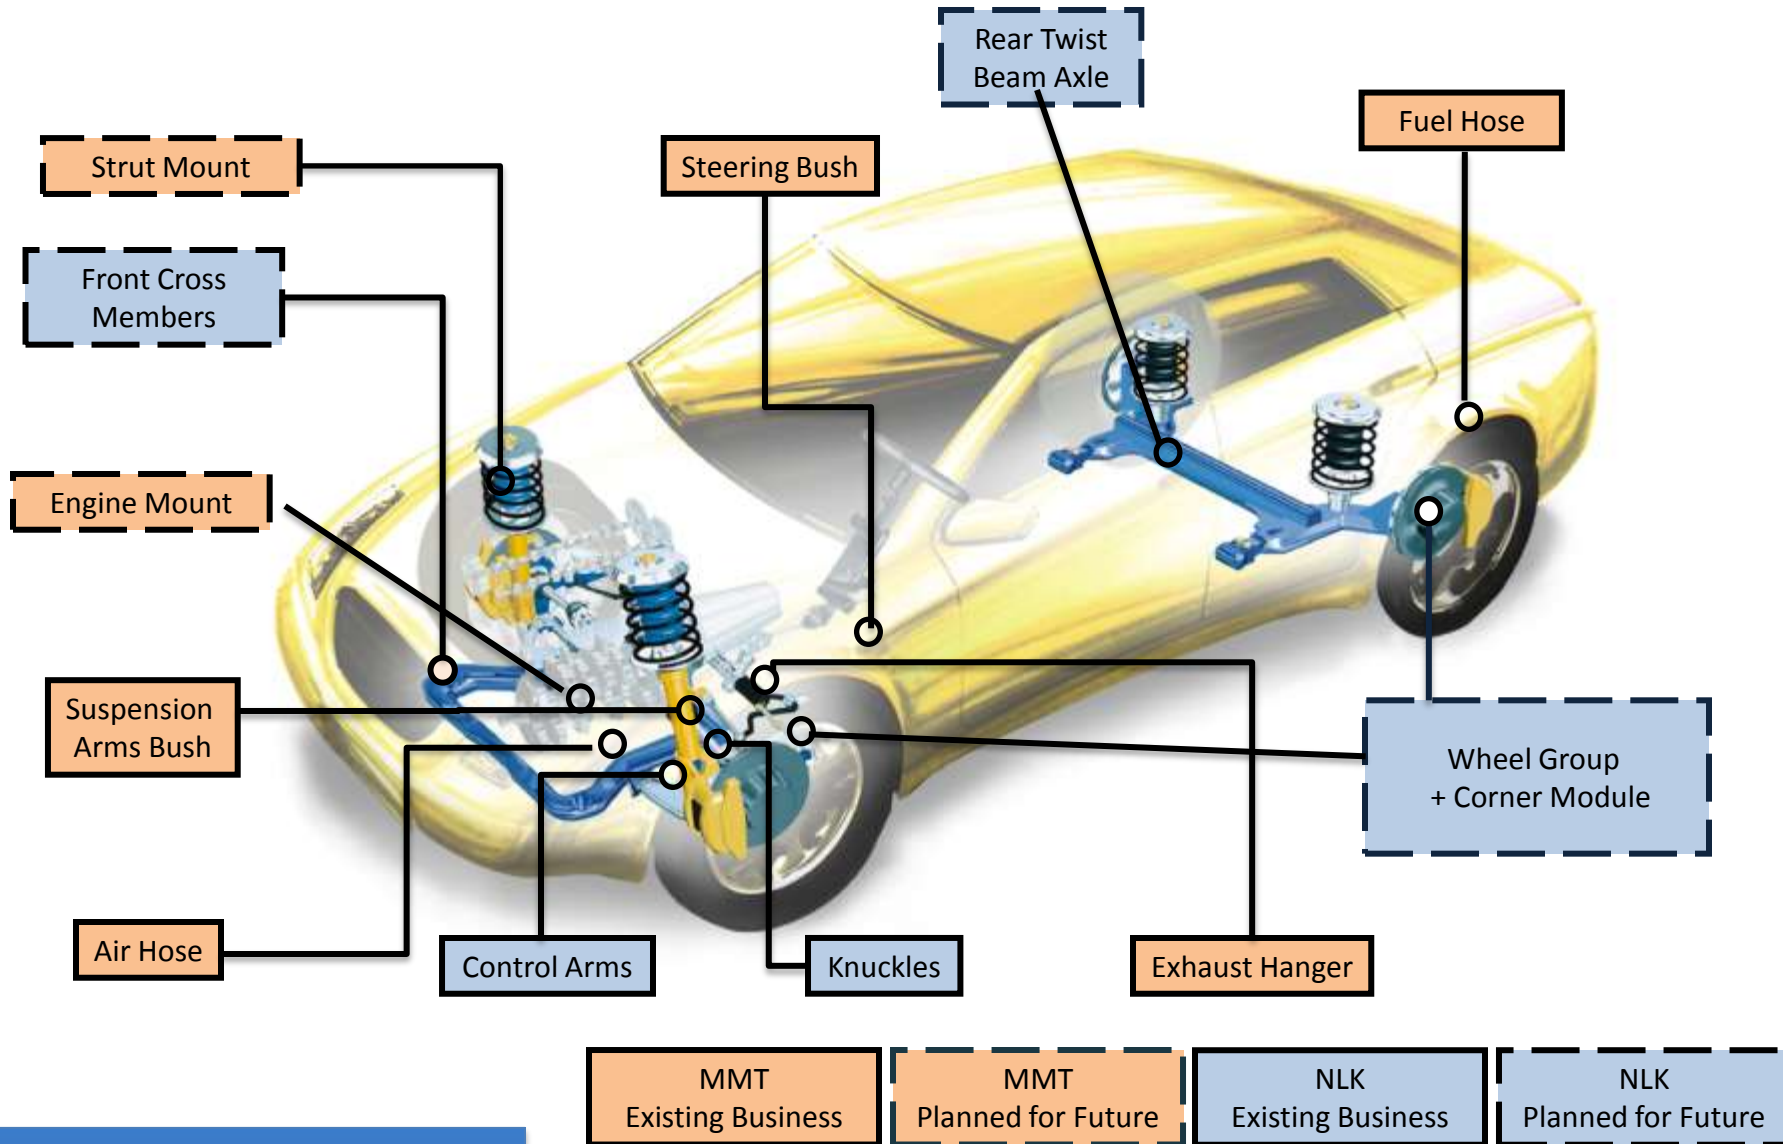 Rear Twist
Beam Axle
Fuel Hose
Strut Mount
Steering Bush
Front Cross
Members
Engine Mount
Suspension
Arms Bush
Wheel Group
+ Corner Module
Air Hose
Control Arms
Knuckles
Exhaust Hanger
MMT
Existing Business
MMT
Planned for Future
NLK
Existing Business
NLK
Planned for Future